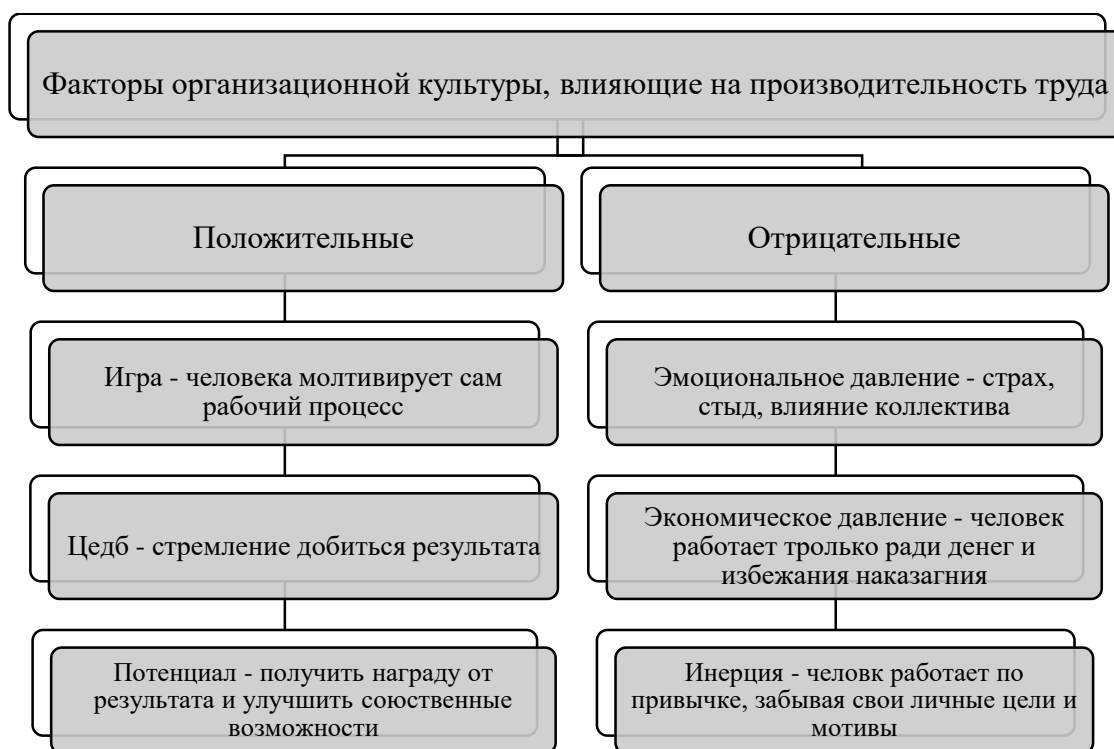 Факторы организационной культуры, влияющие на производительность труда
Положительные
Игра - человека молтивирует сам
рабочий процесс
Цедб - стремление добиться результата
Потенциал - получить награду от
результата и улучшить союственные
возможности
Отрицательные
Эмоциональное давление - страх,
стыд, влияние коллектива
Экономическое давление - человек
работает тролько ради денег и
избежания наказагния
Инерция - человк работает по
привычке, забывая свои личные цели и
мотивы